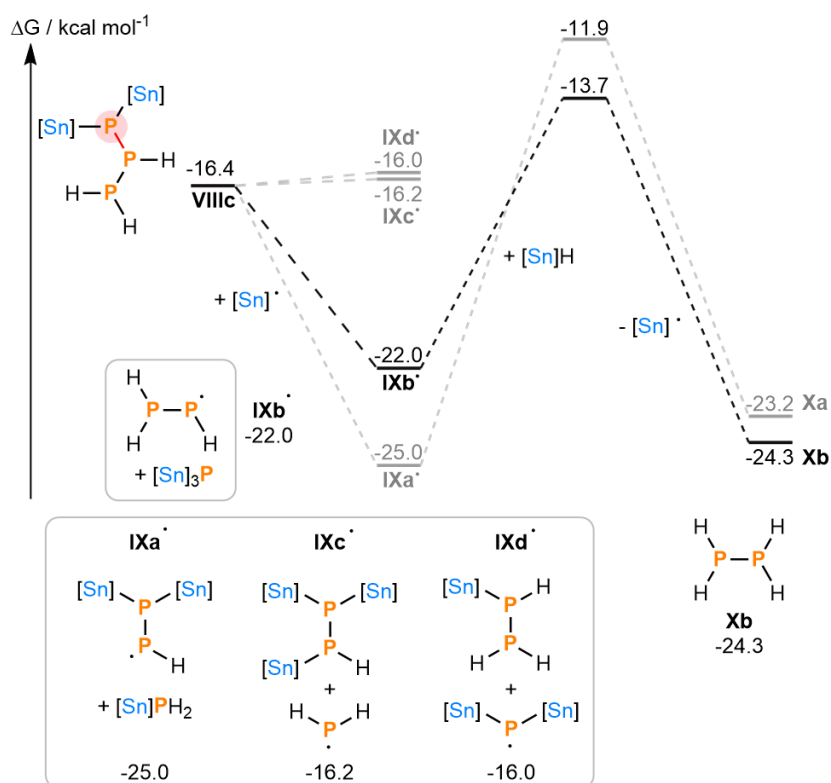 ΔG / kcal mol⁻¹
-11.9
-13.7
[Sn]
[Sn] P
P H
H P
H
-16.4
VIIIc
IXd•
-16.0
-16.2
IXc•
+ [Sn]H
+ [Sn]•
- [Sn]•
-22.0
IXb•
-23.2 Xa
-24.3 Xb
-25.0
IXa•
H
P P•
H H
+ [Sn]₃P
IXb•
-22.0
IXa•
[Sn] [Sn]
P
•P
H
+ [Sn]PH₂
-25.0
IXc•
[Sn] [Sn]
P
P
[Sn] H
+
H H
P
•
-16.2
IXd•
[Sn] H
P
P
H H
+
[Sn] [Sn]
P
•
-16.0
H H
P P
H H
Xb
-24.3